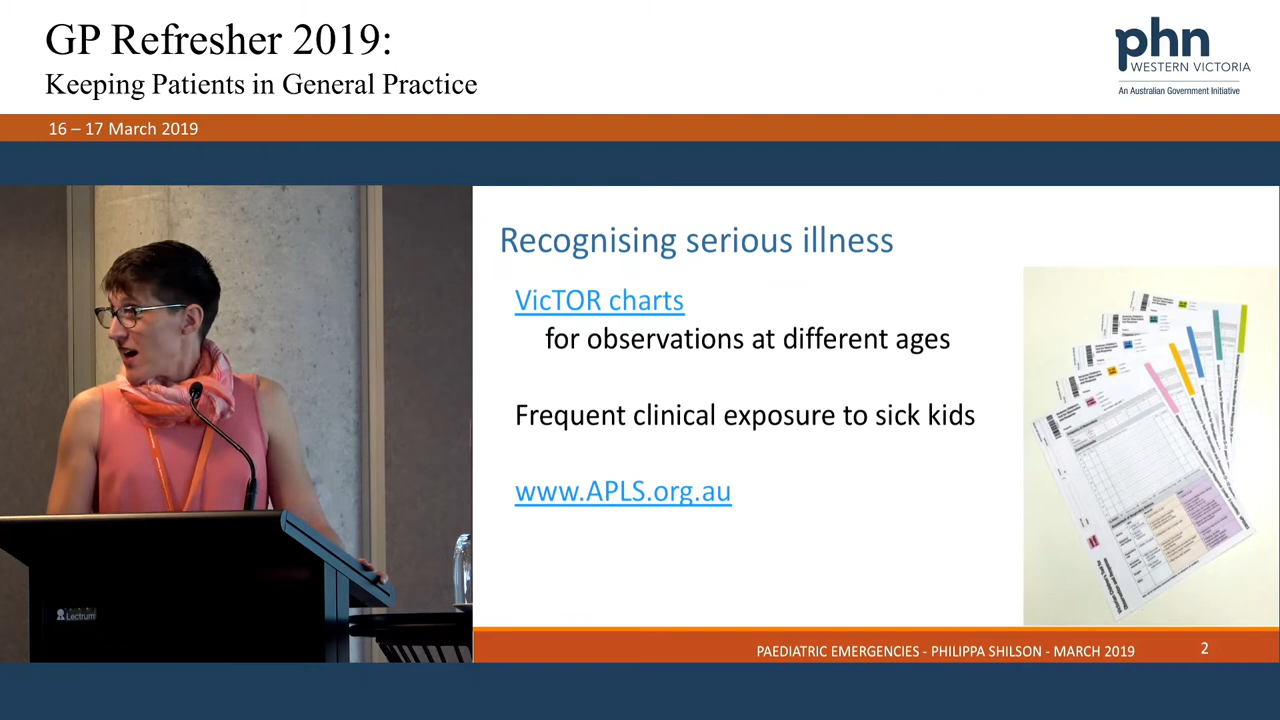 GP Refresher 2019:
Keeping Patients in General Practice
phn
WESTERN VICTORIA
An Australian Government Initiative
16 – 17 March 2019
Recognising serious illness
VicTOR charts
for observations at different ages
Frequent clinical exposure to sick kids
www.APLS.org.au
Lectrum
PAEDIATRIC EMERGENCIES - PHILIPPA SHILSON - MARCH 2019
2